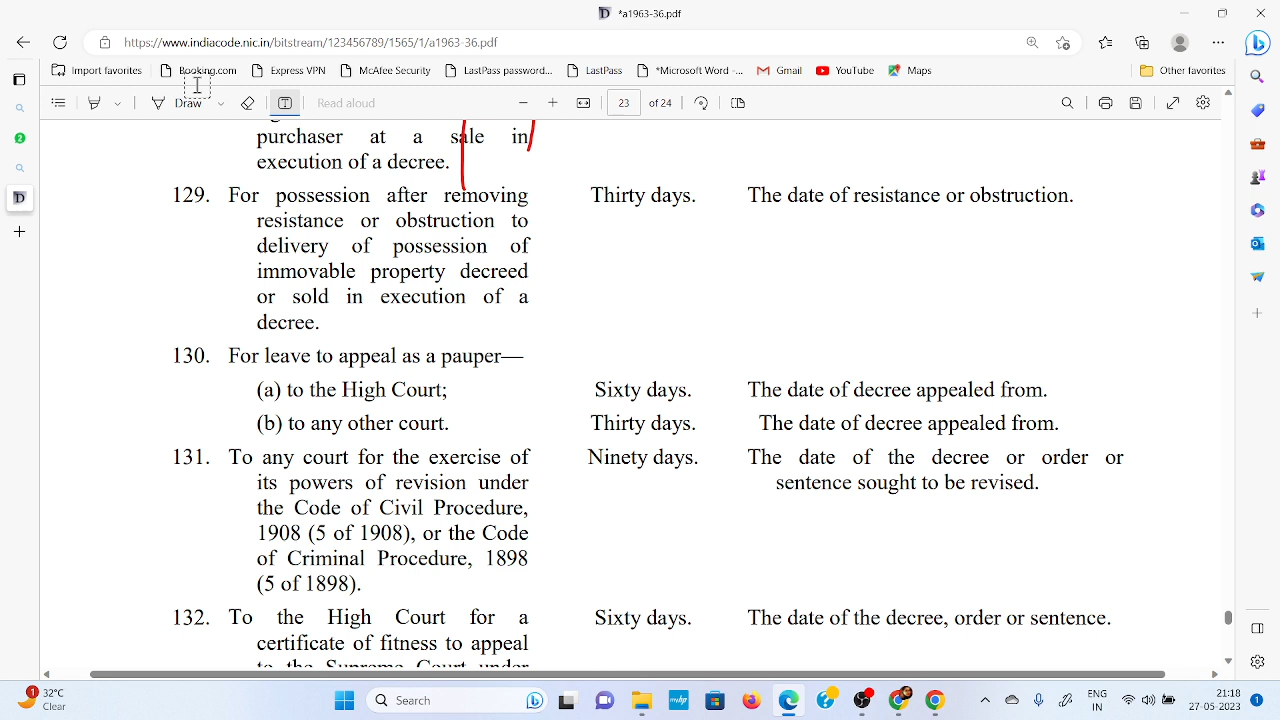 *a1963-36.pdf
https://www.indiacode.nic.in/bitstream/123456789/1565/1/a1963-36.pdf
Import favorites Booking.com Express VPN McAfee Security LastPass password... LastPass *Microsoft Word -... Gmail YouTube Maps Other favorites
Draw Read aloud 23 of 24
purchaser at a sale in
execution of a decree.
129. For possession after removing Thirty days. The date of resistance or obstruction.
resistance or obstruction to
delivery of possession of
immovable property decreed
or sold in execution of a
decree.
130. For leave to appeal as a pauper—
(a) to the High Court; Sixty days. The date of decree appealed from.
(b) to any other court. Thirty days. The date of decree appealed from.
131. To any court for the exercise of Ninety days. The date of the decree or order or
its powers of revision under sentence sought to be revised.
the Code of Civil Procedure,
1908 (5 of 1908), or the Code
of Criminal Procedure, 1898
(5 of 1898).
132. To the High Court for a Sixty days. The date of the decree, order or sentence.
certificate of fitness to appeal
to the Supreme Court under
1 32°C Search ENG 21:18
Clear IN 27-05-2023 1